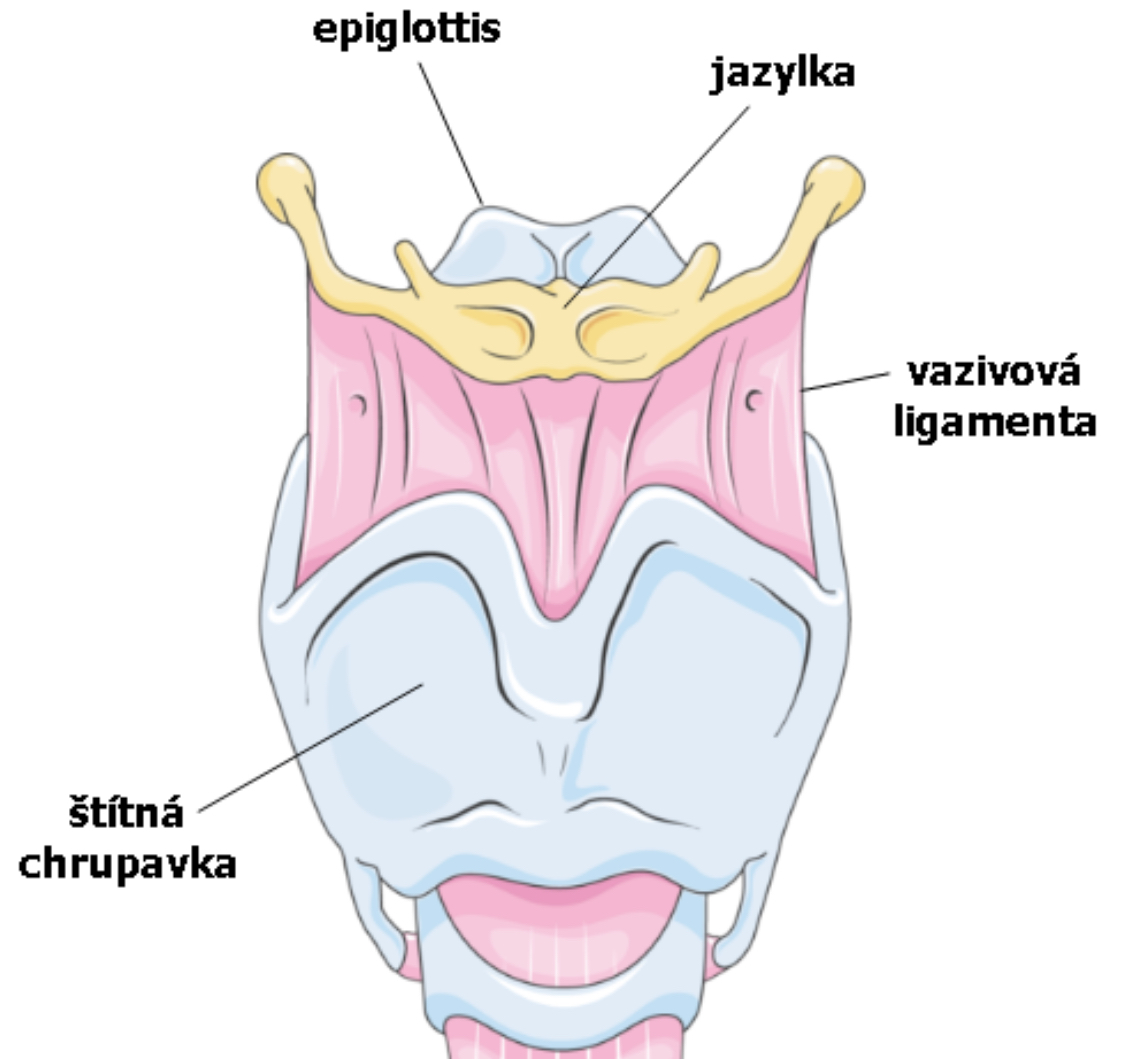 epiglottis
jazylka
vazivová
ligamenta
štítná
chrupavka